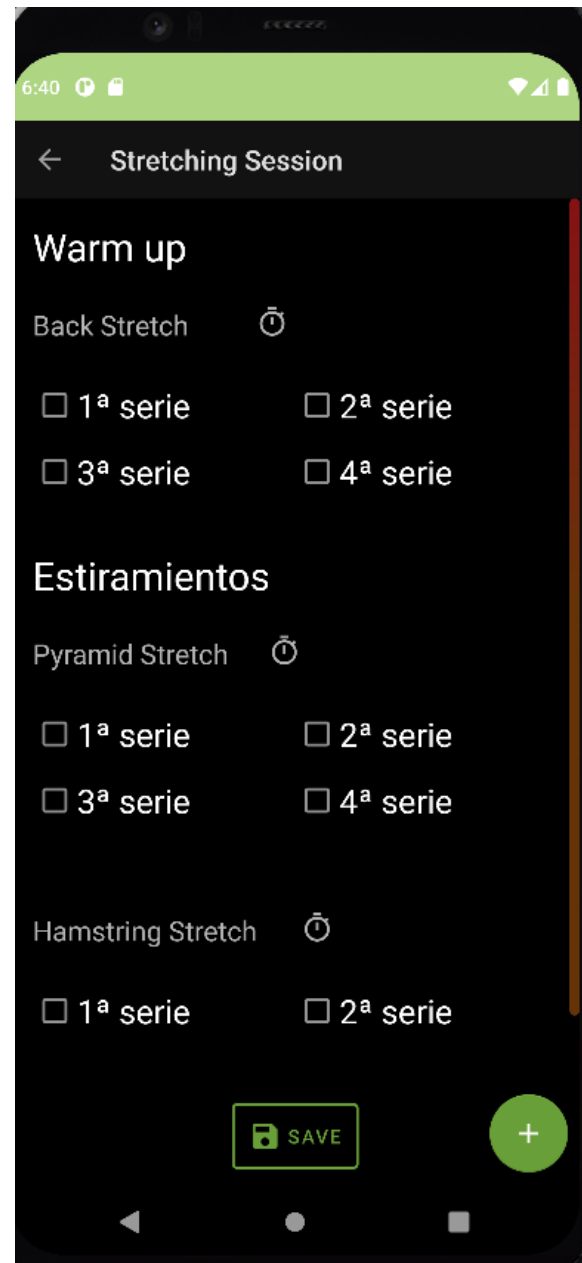 6:40
Stretching Session
Warm up
Back Stretch
1ª serie 2ª serie
3ª serie 4ª serie
Estiramientos
Pyramid Stretch
1ª serie 2ª serie
3ª serie 4ª serie
Hamstring Stretch
1ª serie 2ª serie
SAVE